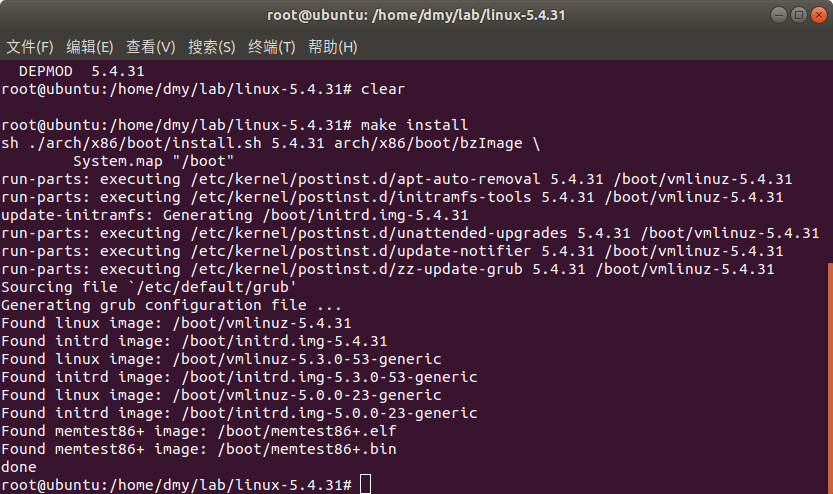 root@ubuntu: /home/dmy/lab/linux-5.4.31
文件(F) 编辑(E) 查看(V) 搜索(S) 终端(T) 帮助(H)
  DEPMOD  5.4.31
root@ubuntu:/home/dmy/lab/linux-5.4.31# clear
root@ubuntu:/home/dmy/lab/linux-5.4.31# make install
sh ./arch/x86/boot/install.sh 5.4.31 arch/x86/boot/bzImage \
        System.map "/boot"
run-parts: executing /etc/kernel/postinst.d/apt-auto-removal 5.4.31 /boot/vmlinuz-5.4.31
run-parts: executing /etc/kernel/postinst.d/initramfs-tools 5.4.31 /boot/vmlinuz-5.4.31
update-initramfs: Generating /boot/initrd.img-5.4.31
run-parts: executing /etc/kernel/postinst.d/unattended-upgrades 5.4.31 /boot/vmlinuz-5.4.31
run-parts: executing /etc/kernel/postinst.d/update-notifier 5.4.31 /boot/vmlinuz-5.4.31
run-parts: executing /etc/kernel/postinst.d/zz-update-grub 5.4.31 /boot/vmlinuz-5.4.31
Sourcing file `/etc/default/grub'
Generating grub configuration file ...
Found linux image: /boot/vmlinuz-5.4.31
Found initrd image: /boot/initrd.img-5.4.31
Found linux image: /boot/vmlinuz-5.3.0-53-generic
Found initrd image: /boot/initrd.img-5.3.0-53-generic
Found linux image: /boot/vmlinuz-5.0.0-23-generic
Found initrd image: /boot/initrd.img-5.0.0-23-generic
Found memtest86+ image: /boot/memtest86+.elf
Found memtest86+ image: /boot/memtest86+.bin
done
root@ubuntu:/home/dmy/lab/linux-5.4.31#